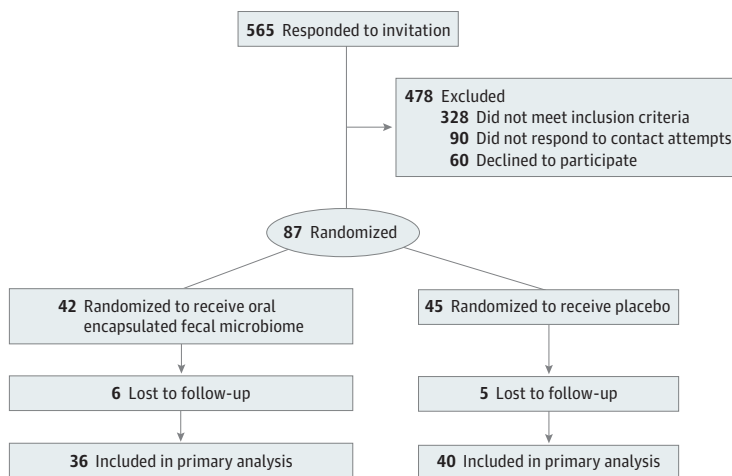 565 Responded to invitation
478 Excluded
328 Did not meet inclusion criteria
90 Did not respond to contact attempts
60 Declined to participate
87 Randomized
42 Randomized to receive oral
encapsulated fecal microbiome
45 Randomized to receive placebo
6 Lost to follow-up
5 Lost to follow-up
36 Included in primary analysis
40 Included in primary analysis